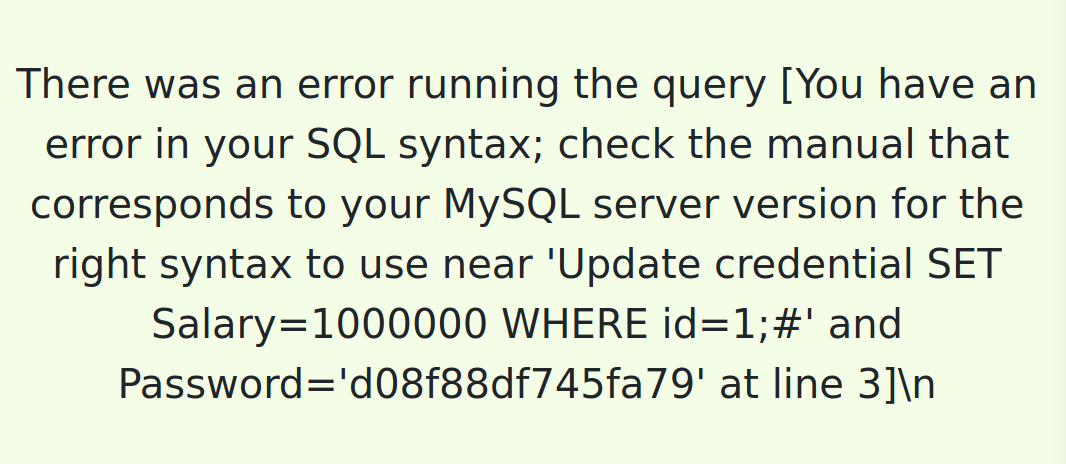 There was an error running the query [You have an
error in your SQL syntax; check the manual that
corresponds to your MySQL server version for the
right syntax to use near 'Update credential SET
Salary=1000000 WHERE id=1;#' and
Password='d08f88df745fa79' at line 3]\n